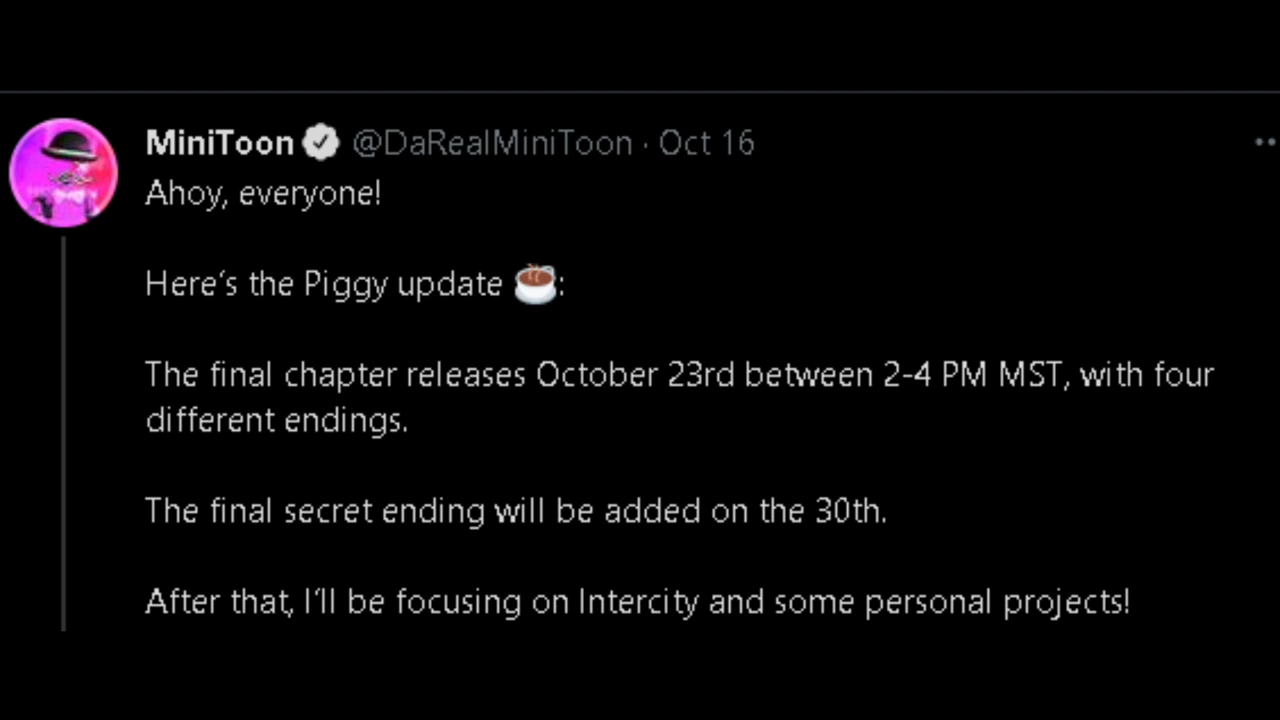 MiniToon @DaRealMiniToon · Oct 16
Ahoy, everyone!
Here's the Piggy update ☕:
The final chapter releases October 23rd between 2-4 PM MST, with four
different endings.
The final secret ending will be added on the 30th.
After that, I'll be focusing on Intercity and some personal projects!